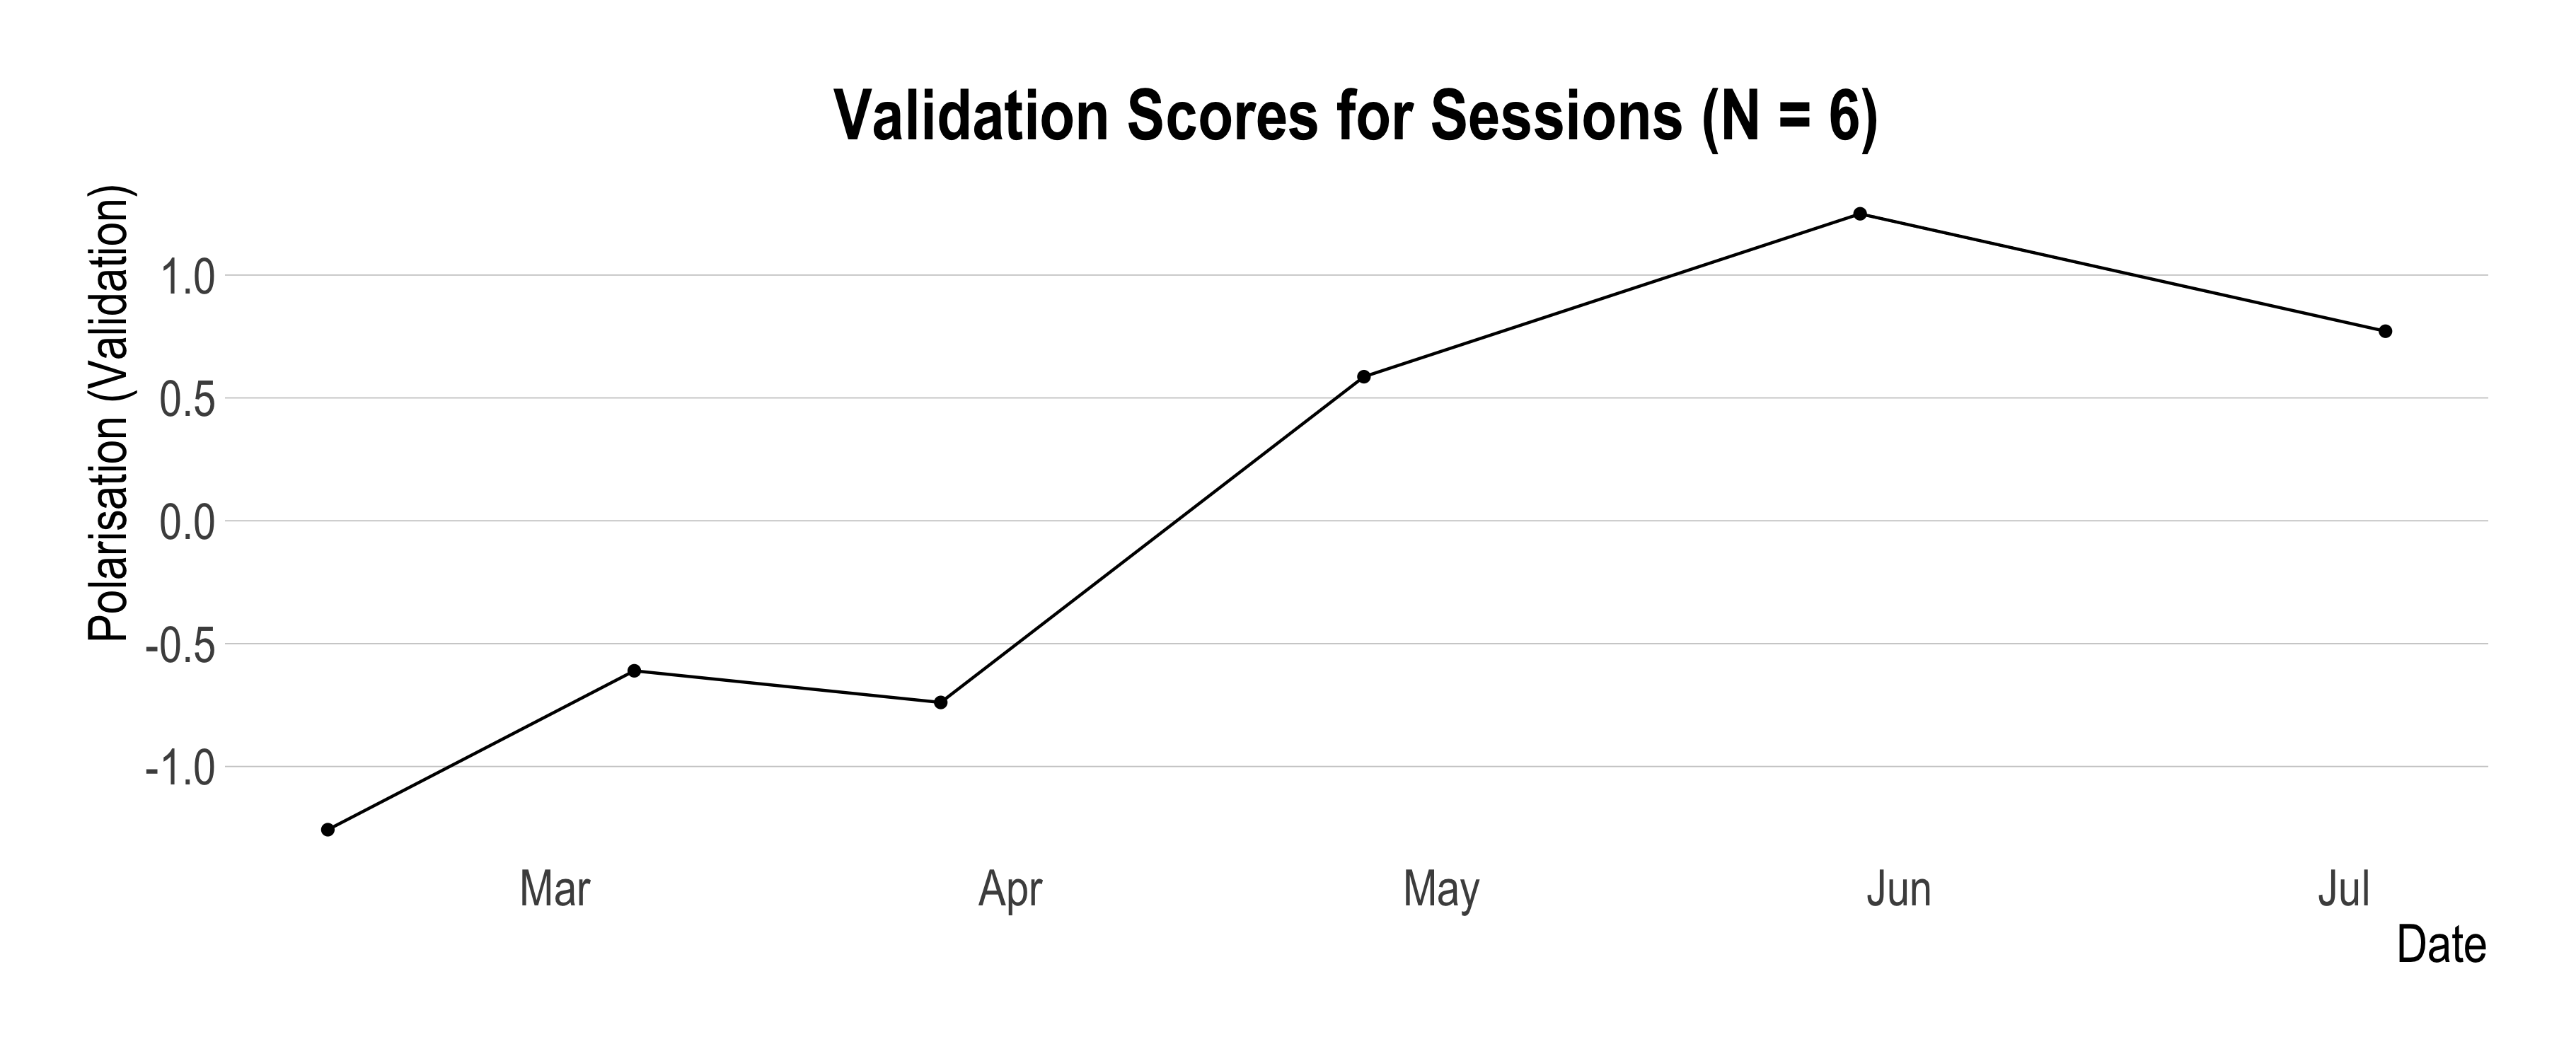 Validation Scores for Sessions (N = 6)
Polarisation (Validation)
1.0
0.5
0.0
-0.5
-1.0
Mar Apr May Jun Jul
Date